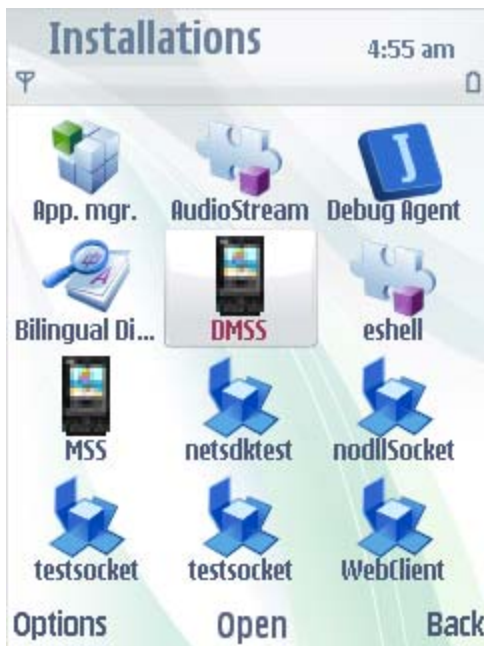 Installations
4:55 am
App. mgr. AudioStream Debug Agent
Bilingual Di... DMSS eshell
MSS netsdktest nodllSocket
testsocket testsocket WebClient
Options Open Back